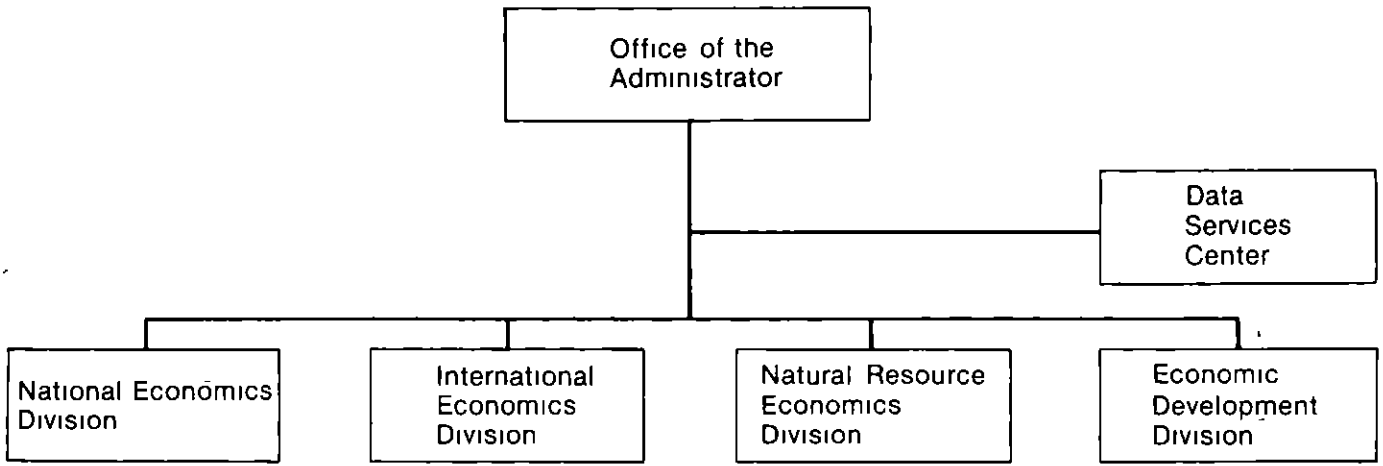 Office of the
Administrator
Data
Services
Center
National Economics
Division
International
Economics
Division
Natural Resource
Economics
Division
Economic
Development
Division